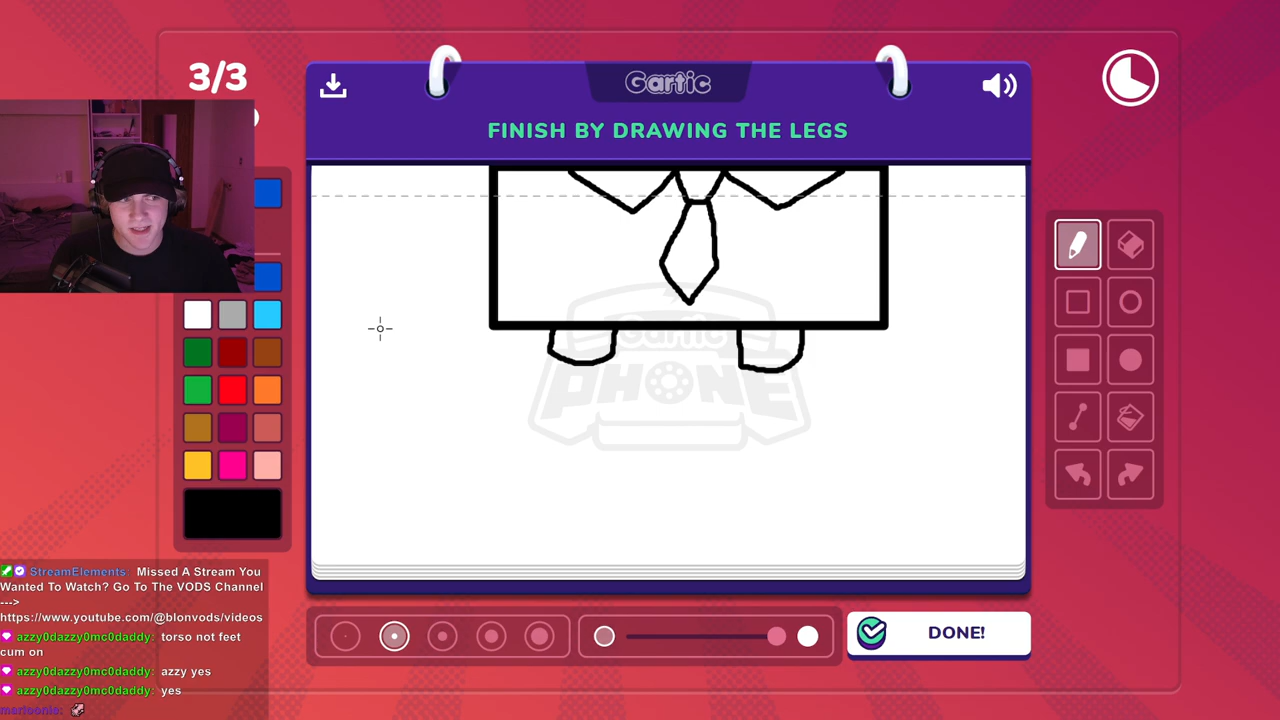 3/3
Gartic
FINISH BY DRAWING THE LEGS
Gartic
PHONE
DONE!
StreamElements: Missed A Stream You
Wanted To Watch? Go To The VODS Channel
--->
https://www.youtube.com/@blonvods/videos
azzy0dazzy0mc0daddy: torso not feet
cum on
azzy0dazzy0mc0daddy: azzy yes
azzy0dazzy0mc0daddy: yes